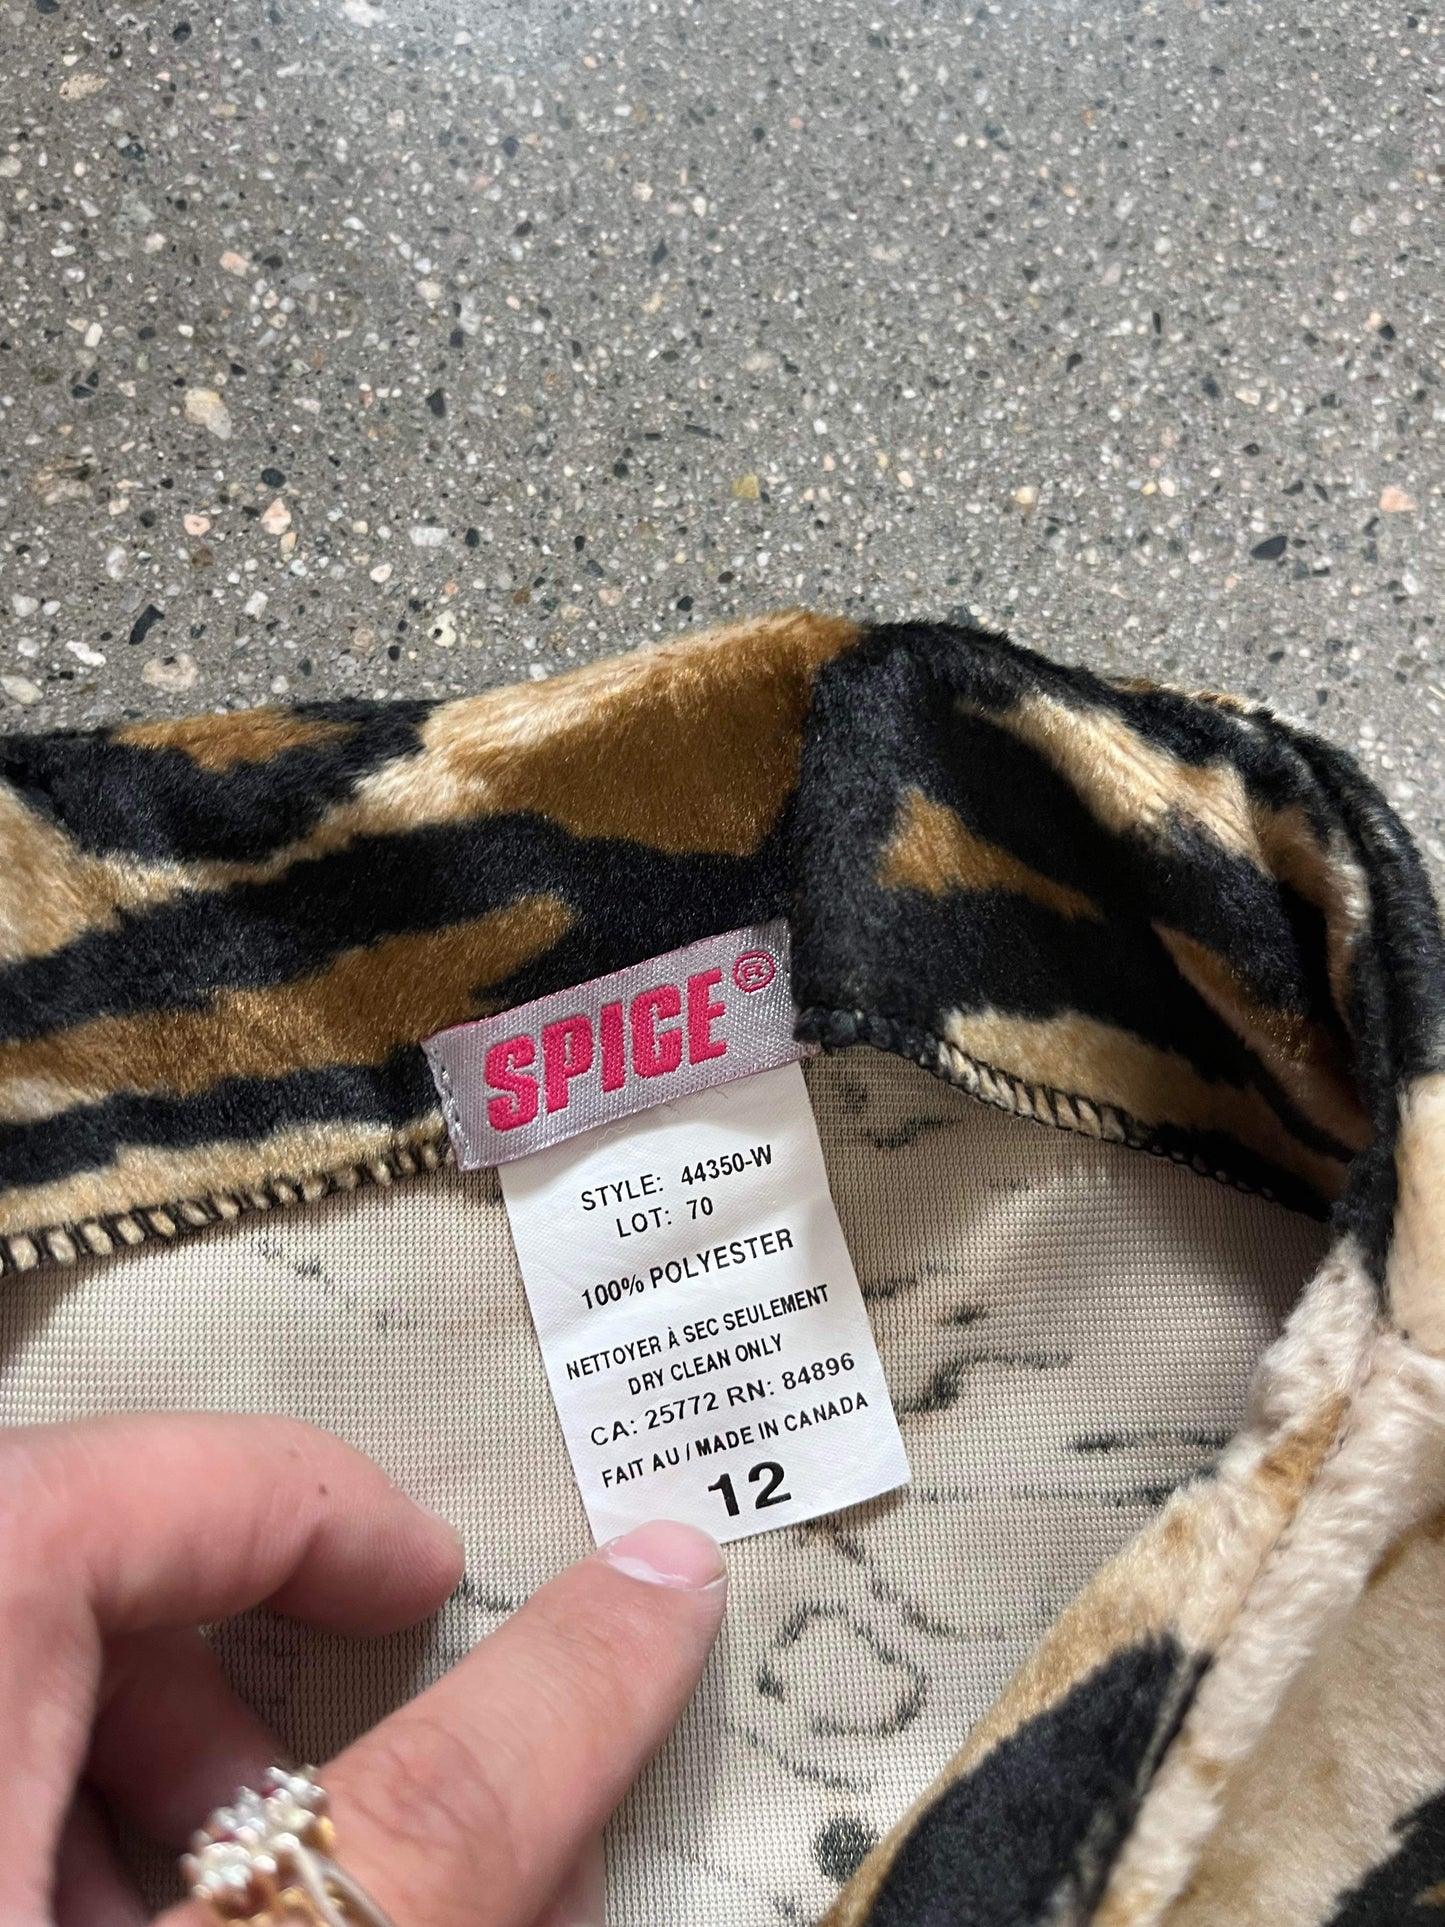 SPICE®
STYLE: 44350-W
LOT: 70
100% POLYESTER
NETTOYER À SEC SEULEMENT
DRY CLEAN ONLY
CA: 25772 RN: 84896
FAIT AU / MADE IN CANADA
12